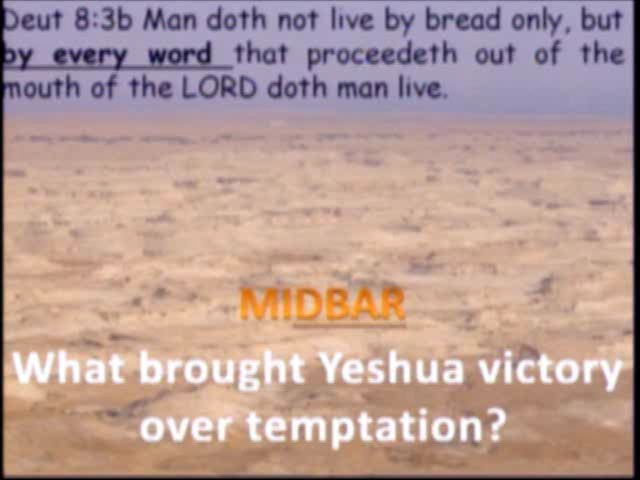 Deut 8:3b Man doth not live by bread only, but
by every word that proceedeth out of the
mouth of the LORD doth man live.
MIDBAR
What brought Yeshua victory
over temptation?